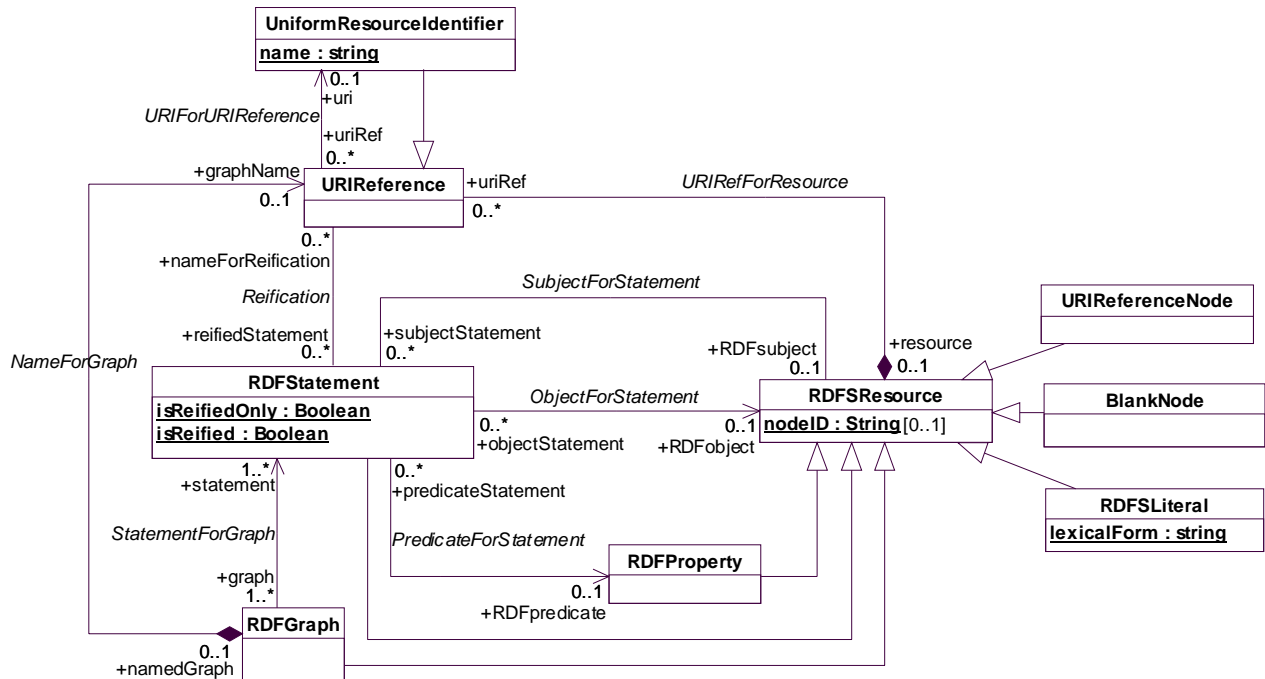 UniformResourceIdentifier
name : string
0..1
+uri
URIForURIReference
+uriRef
0..*
+graphName
0..1
URIReference
+uriRef
0..*
URIRefForResource
0..*
+nameForReification
Reification
+reifiedStatement
0..*
SubjectForStatement
+subjectStatement
0..*
+RDFsubject
0..1
+resource
0..1
URIReferenceNode
NameForGraph
RDFStatement
isReifiedOnly : Boolean
isReified : Boolean
ObjectForStatement
0..*
+objectStatement
0..1
+RDFobject
RDFSResource
nodeID : String[0..1]
BlankNode
1..*
+statement
0..*
+predicateStatement
RDFSLiteral
lexicalForm : string
StatementForGraph
PredicateForStatement
RDFProperty
0..1
+RDFpredicate
+graph
1..*
RDFGraph
0..1
+namedGraph